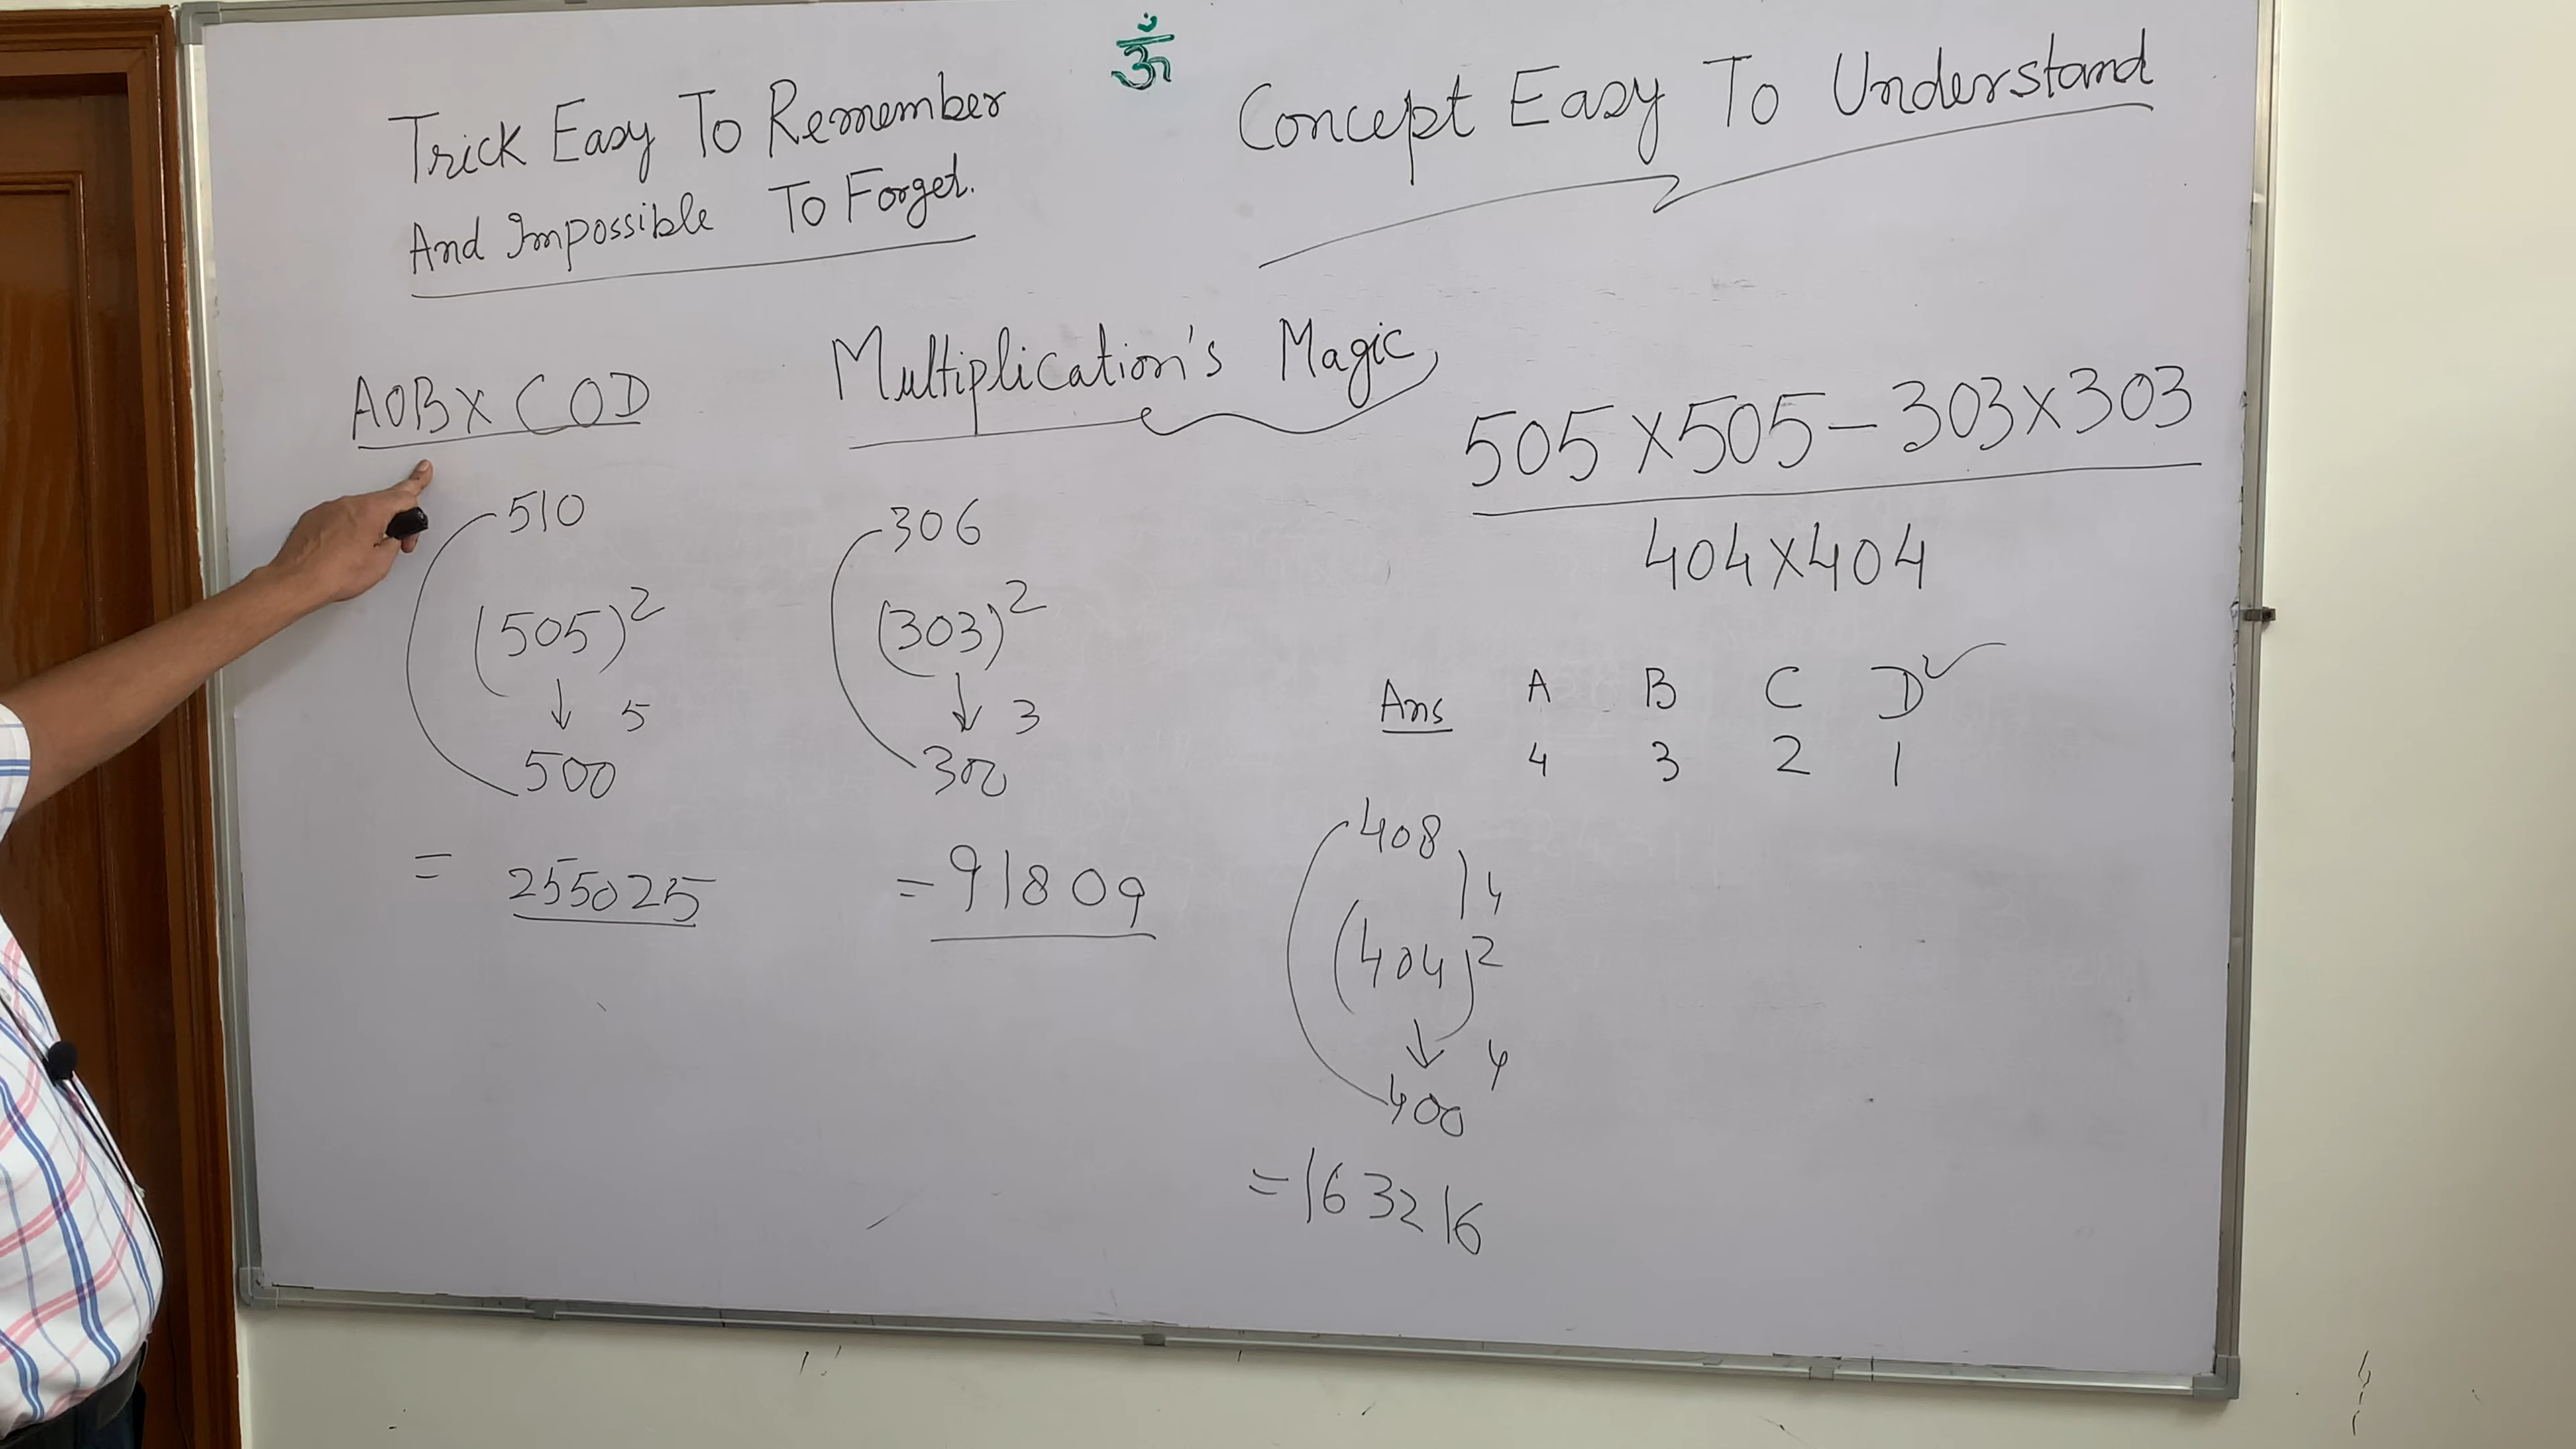 ॐ
Trick Easy To Remember
And Impossible To Forget.
Concept Easy To Understand
Multiplication's Magic
AOB X COD
510
(505)²
↓ 5
500
= 255025
306
(303)²
↓ 3
300
= 91809
505 X 505 - 303 X 303
404 X 404
Ans A B C D ✓
4 3 2 1
408
4
(404)²
↓ 4
400
= 163216